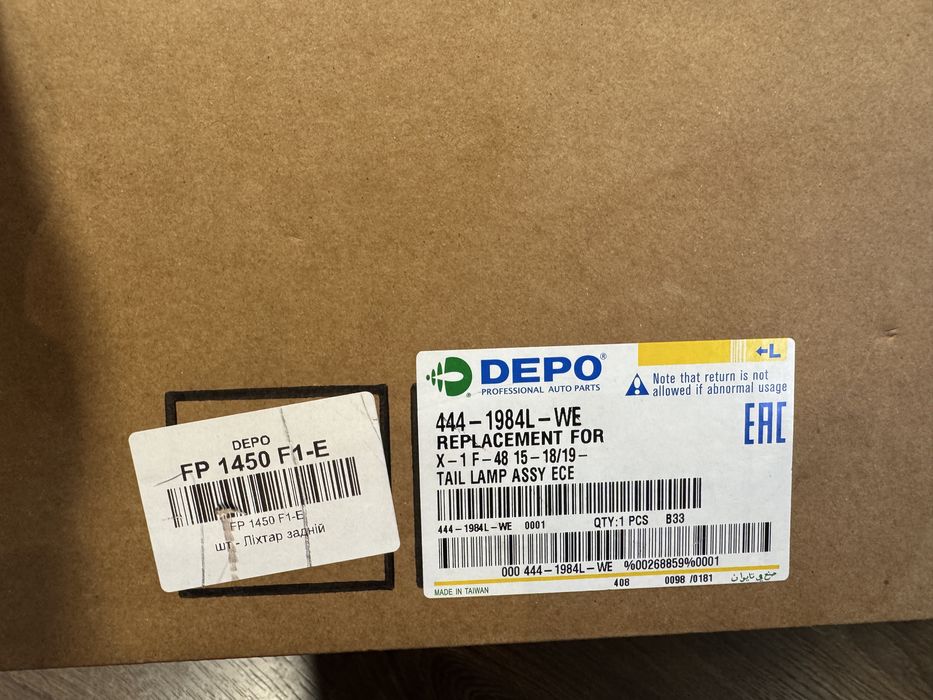 DEPO
FP 1450 F1-E
FP 1450 F1-E
шт - Ліхтар задній
DEPO®
PROFESSIONAL AUTO PARTS
←L
Note that return is not
allowed if abnormal usage
444-1984L-WE
REPLACEMENT FOR
X-1 F-48 15-18/19-
TAIL LAMP ASSY ECE
EAC
444-1984L-WE 0001 QTY:1 PCS B33
000 444-1984L-WE %00268859%0001
408 0098 /0181
MADE IN TAIWAN
صنع في تايوان